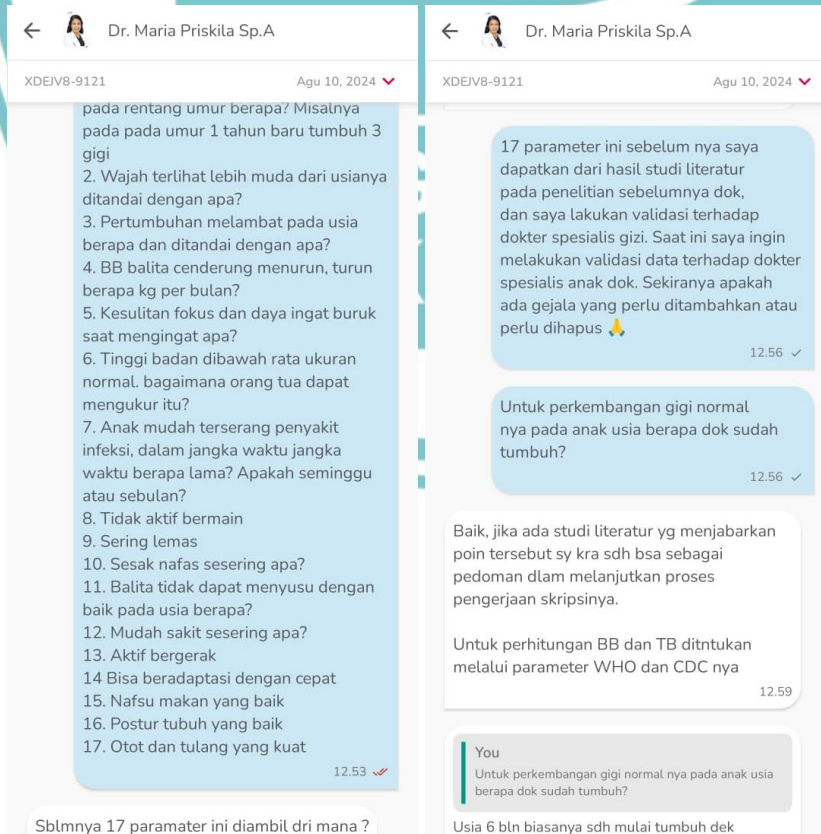 Dr. Maria Priskila Sp.A
XDEJV8-9121
Agu 10, 2024
pada rentang umur berapa? Misalnya
pada pada umur 1 tahun baru tumbuh 3
gigi
2. Wajah terlihat lebih muda dari usianya
ditandai dengan apa?
3. Pertumbuhan melambat pada usia
berapa dan ditandai dengan apa?
4. BB balita cenderung menurun, turun
berapa kg per bulan?
5. Kesulitan fokus dan daya ingat buruk
saat mengingat apa?
6. Tinggi badan dibawah rata ukuran
normal. bagaimana orang tua dapat
mengukur itu?
7. Anak mudah terserang penyakit
infeksi, dalam jangka waktu jangka
waktu berapa lama? Apakah seminggu
atau sebulan?
8. Tidak aktif bermain
9. Sering lemas
10. Sesak nafas sesering apa?
11. Balita tidak dapat menyusu dengan
baik pada usia berapa?
12. Mudah sakit sesering apa?
13. Aktif bergerak
14 Bisa beradaptasi dengan cepat
15. Nafsu makan yang baik
16. Postur tubuh yang baik
17. Otot dan tulang yang kuat
12.53
Sblmnya 17 paramater ini diambil dri mana ?
Dr. Maria Priskila Sp.A
XDEJV8-9121
Agu 10, 2024
17 parameter ini sebelum nya saya
dapatkan dari hasil studi literatur
pada penelitian sebelumnya dok,
dan saya lakukan validasi terhadap
dokter spesialis gizi. Saat ini saya ingin
melakukan validasi data terhadap dokter
spesialis anak dok. Sekiranya apakah
ada gejala yang perlu ditambahkan atau
perlu dihapus 🙏
12.56
Untuk perkembangan gigi normal
nya pada anak usia berapa dok sudah
tumbuh?
12.56
Baik, jika ada studi literatur yg menjabarkan
poin tersebut sy kra sdh bsa sebagai
pedoman dlam melanjutkan proses
pengerjaan skripsinya.
Untuk perhitungan BB dan TB ditntukan
melalui parameter WHO dan CDC nya
12.59
You
Untuk perkembangan gigi normal nya pada anak usia
berapa dok sudah tumbuh?
Usia 6 bln biasanya sdh mulai tumbuh dek